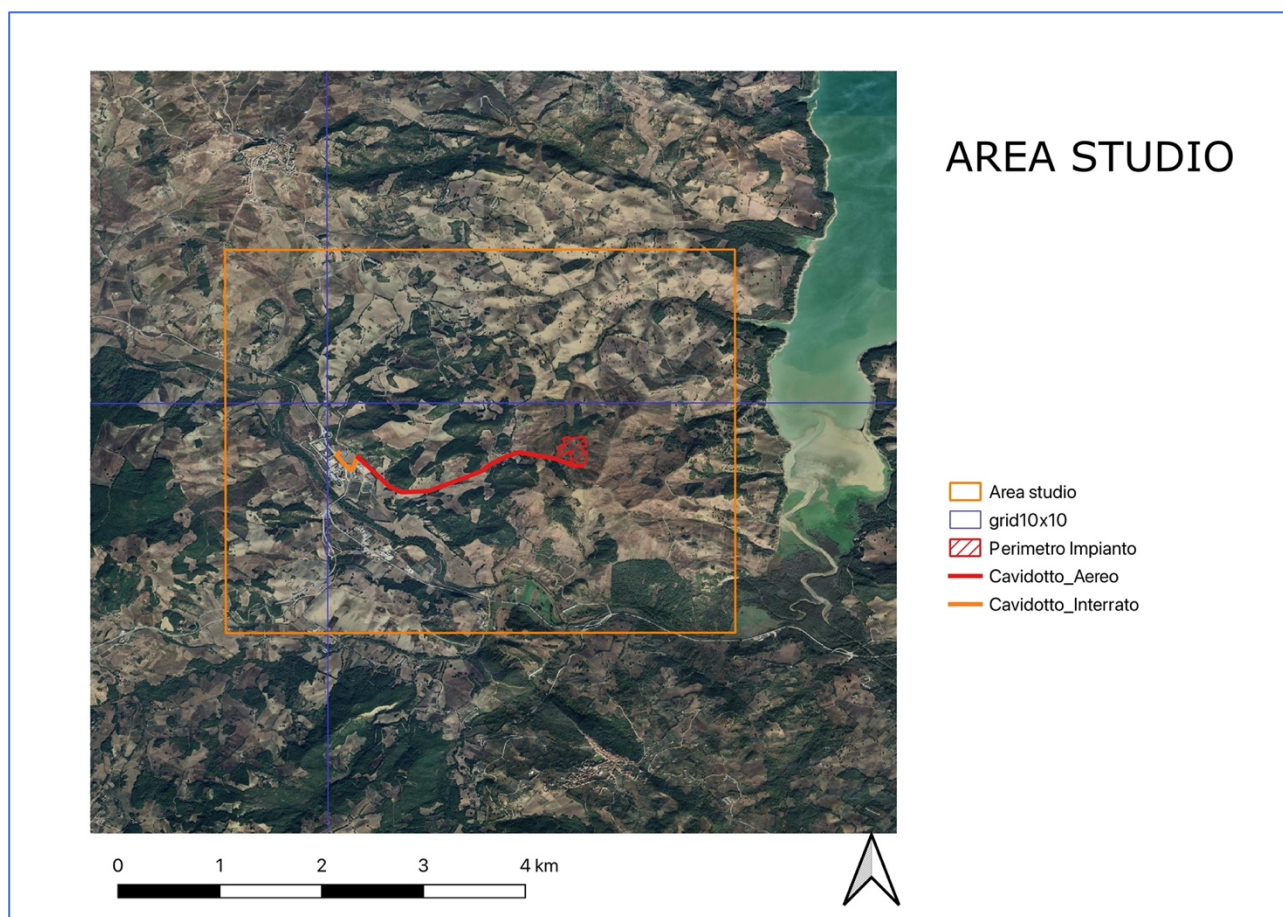 AREA STUDIO
Area studio
grid10x10
Perimetro Impianto
Cavidotto_Aereo
Cavidotto_Interrato
0 1 2 3 4 km